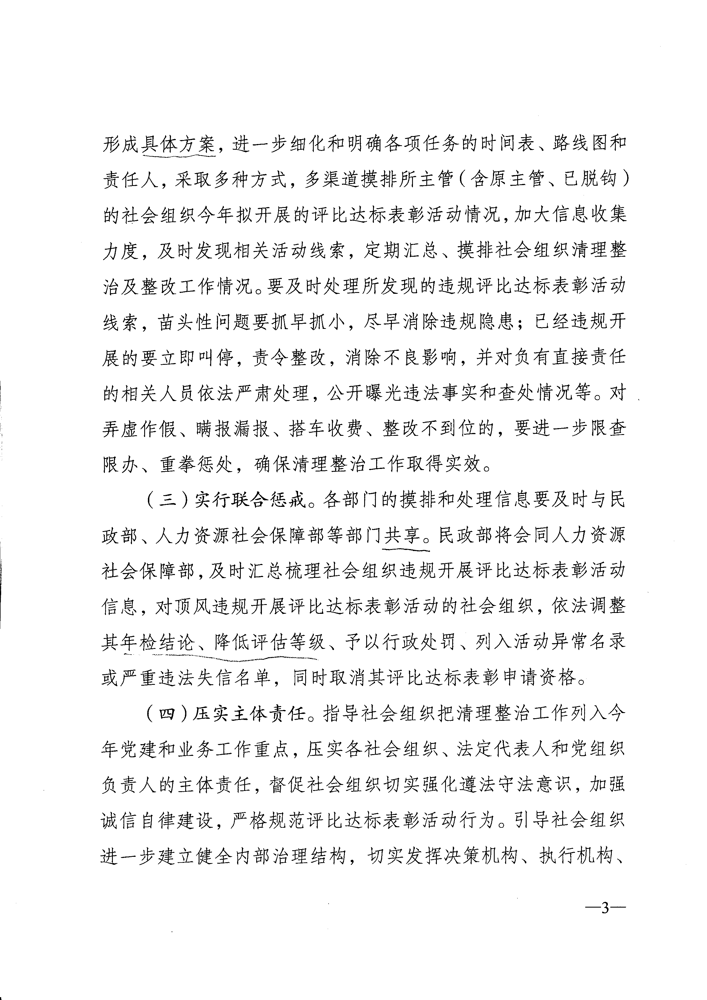 形成具体方案，进一步细化和明确各项任务的时间表、路线图和
责任人，采取多种方式，多渠道摸排所主管（含原主管、已脱钩）
的社会组织今年拟开展的评比达标表彰活动情况，加大信息收集
力度，及时发现相关活动线索，定期汇总、摸排社会组织清理整
治及整改工作情况。要及时处理所发现的违规评比达标表彰活动
线索，苗头性问题要抓早抓小，尽早消除违规隐患；已经违规开
展的要立即叫停，责令整改，消除不良影响，并对负有直接责任
的相关人员依法严肃处理，公开曝光违法事实和查处情况等。对
弄虚作假、瞒报漏报、搭车收费、整改不到位的，要进一步限查
限办、重拳惩处，确保清理整治工作取得实效。
（三）实行联合惩戒。各部门的摸排和处理信息要及时与民
政部、人力资源社会保障部等部门共享。民政部将会同人力资源
社会保障部，及时汇总梳理社会组织违规开展评比达标表彰活动
信息，对顶风违规开展评比达标表彰活动的社会组织，依法调整
其年检结论、降低评估等级、予以行政处罚、列入活动异常名录
或严重违法失信名单，同时取消其评比达标表彰申请资格。
（四）压实主体责任。指导社会组织把清理整治工作列入今
年党建和业务工作重点，压实各社会组织、法定代表人和党组织
负责人的主体责任，督促社会组织切实强化遵法守法意识，加强
诚信自律建设，严格规范评比达标表彰活动行为。引导社会组织
进一步建立健全内部治理结构，切实发挥决策机构、执行机构、
—3—